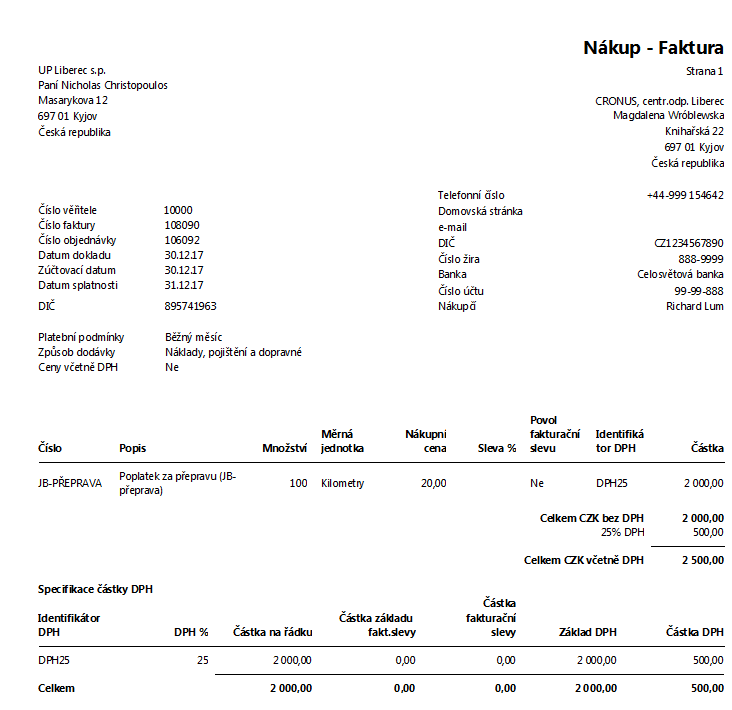 Nákup - Faktura
Strana 1
UP Liberec s.p.
Paní Nicholas Christopoulos
Masarykova 12
697 01 Kyjov
Česká republika
CRONUS, centr.odp. Liberec
Magdalena Wróblewska
Knihařská 22
697 01 Kyjov
Česká republika
Číslo věřitele 10000
Číslo faktury 108090
Číslo objednávky 106092
Datum dokladu 30.12.17
Zúčtovací datum 30.12.17
Datum splatnosti 31.12.17
DIČ 895741963
Telefonní číslo +44-999 154642
Domovská stránka
e-mail
DIČ CZ1234567890
Číslo žira 888-9999
Banka Celosvětová banka
Číslo účtu 99-99-888
Nákupčí Richard Lum
Platební podmínky Běžný měsíc
Způsob dodávky Náklady, pojištění a dopravné
Ceny včetně DPH Ne
Číslo Popis Množství Měrná jednotka Nákupní cena Sleva % Povol fakturační slevu Identifiká tor DPH Částka
JB-PŘEPRAVA Poplatek za přepravu (JB-přeprava) 100 Kilometry 20,00 Ne DPH25 2 000,00
Celkem CZK bez DPH 2 000,00
25% DPH 500,00
Celkem CZK včetně DPH 2 500,00
Specifikace částky DPH
Identifikátor DPH DPH % Částka na řádku Částka základu fakt.slevy Částka fakturační slevy Základ DPH Částka DPH
DPH25 25 2 000,00 0,00 0,00 2 000,00 500,00
Celkem 2 000,00 0,00 0,00 2 000,00 500,00